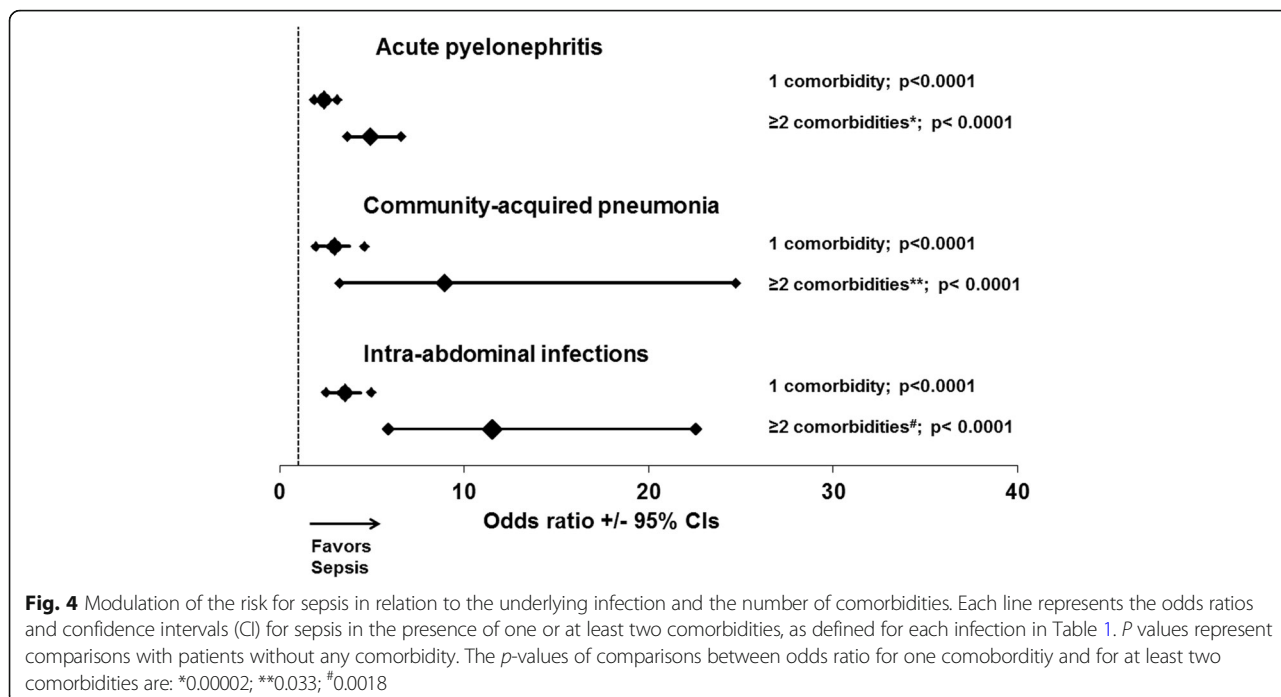 Acute pyelonephritis
1 comorbidity; p<0.0001
≥2 comorbidities*; p< 0.0001
Community-acquired pneumonia
1 comorbidity; p<0.0001
≥2 comorbidities**; p< 0.0001
Intra-abdominal infections
1 comorbidity; p<0.0001
≥2 comorbidities#; p< 0.0001
0 10 20 30 40
Odds ratio +/- 95% CIs
Favors
Sepsis
Fig. 4 Modulation of the risk for sepsis in relation to the underlying infection and the number of comorbidities. Each line represents the odds ratios
and confidence intervals (CI) for sepsis in the presence of one or at least two comorbidities, as defined for each infection in Table 1. P values represent
comparisons with patients without any comorbidity. The p-values of comparisons between odds ratio for one comoborditiy and for at least two
comorbidities are: *0.00002; **0.033; #0.0018